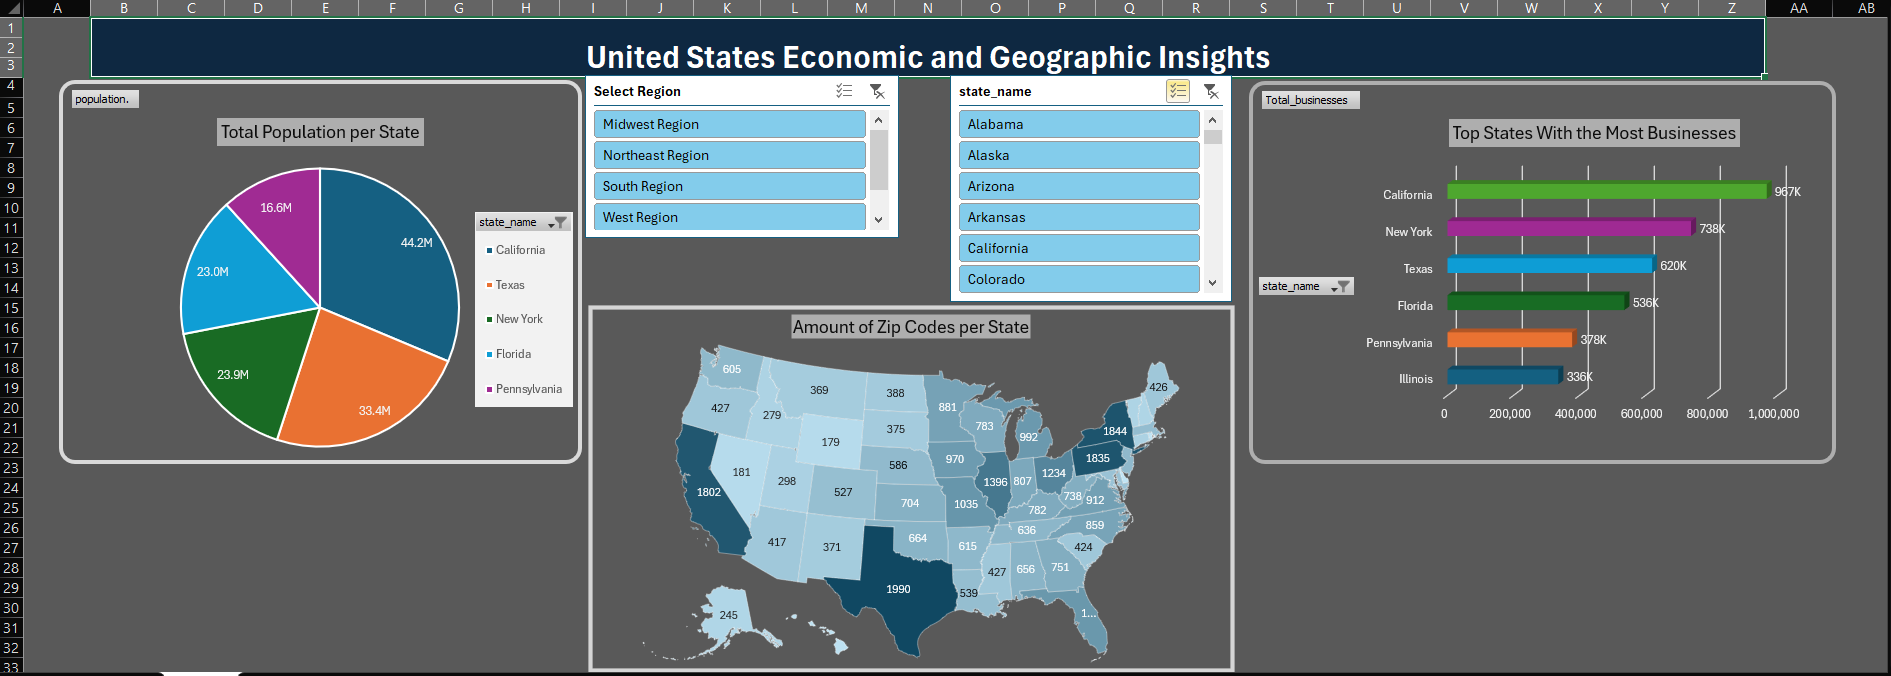 A B C D E F G H I J K L M N O P Q R S T U V W X Y Z AA AB
1
2
3
4
5
6
7
8
9
10
11
12
13
14
15
16
17
18
19
20
21
22
23
24
25
26
27
28
29
30
31
32
33
United States Economic and Geographic Insights
population.
Total Population per State
16.6M
44.2M
23.0M
23.9M
33.4M
state_name
California
Texas
New York
Florida
Pennsylvania
Select Region
Midwest Region
Northeast Region
South Region
West Region
state_name
Alabama
Alaska
Arizona
Arkansas
California
Colorado
Amount of Zip Codes per State
605
369
388
426
427
279
881
783
375
179
992
1844
970
1835
586
181
1234
298
1396
807
1802
527
738
912
704
1035
782
859
636
664
417
371
615
424
427
656
751
1990
539
1...
245
Total_businesses
Top States With the Most Businesses
state_name
California 967K
New York 738K
Texas 620K
Florida 536K
Pennsylvania 378K
Illinois 336K
0 200,000 400,000 600,000 800,000 1,000,000